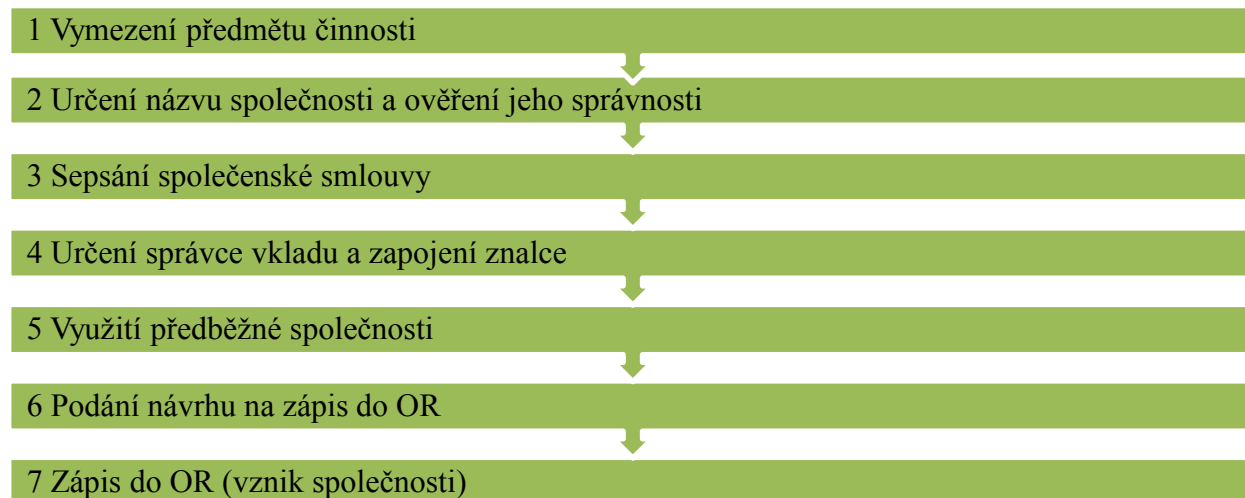 1 Vymezení předmětu činnosti
2 Určení názvu společnosti a ověření jeho správnosti
3 Sepsání společenské smlouvy
4 Určení správce vkladu a zapojení znalce
5 Využití předběžné společnosti
6 Podání návrhu na zápis do OR
7 Zápis do OR (vznik společnosti)